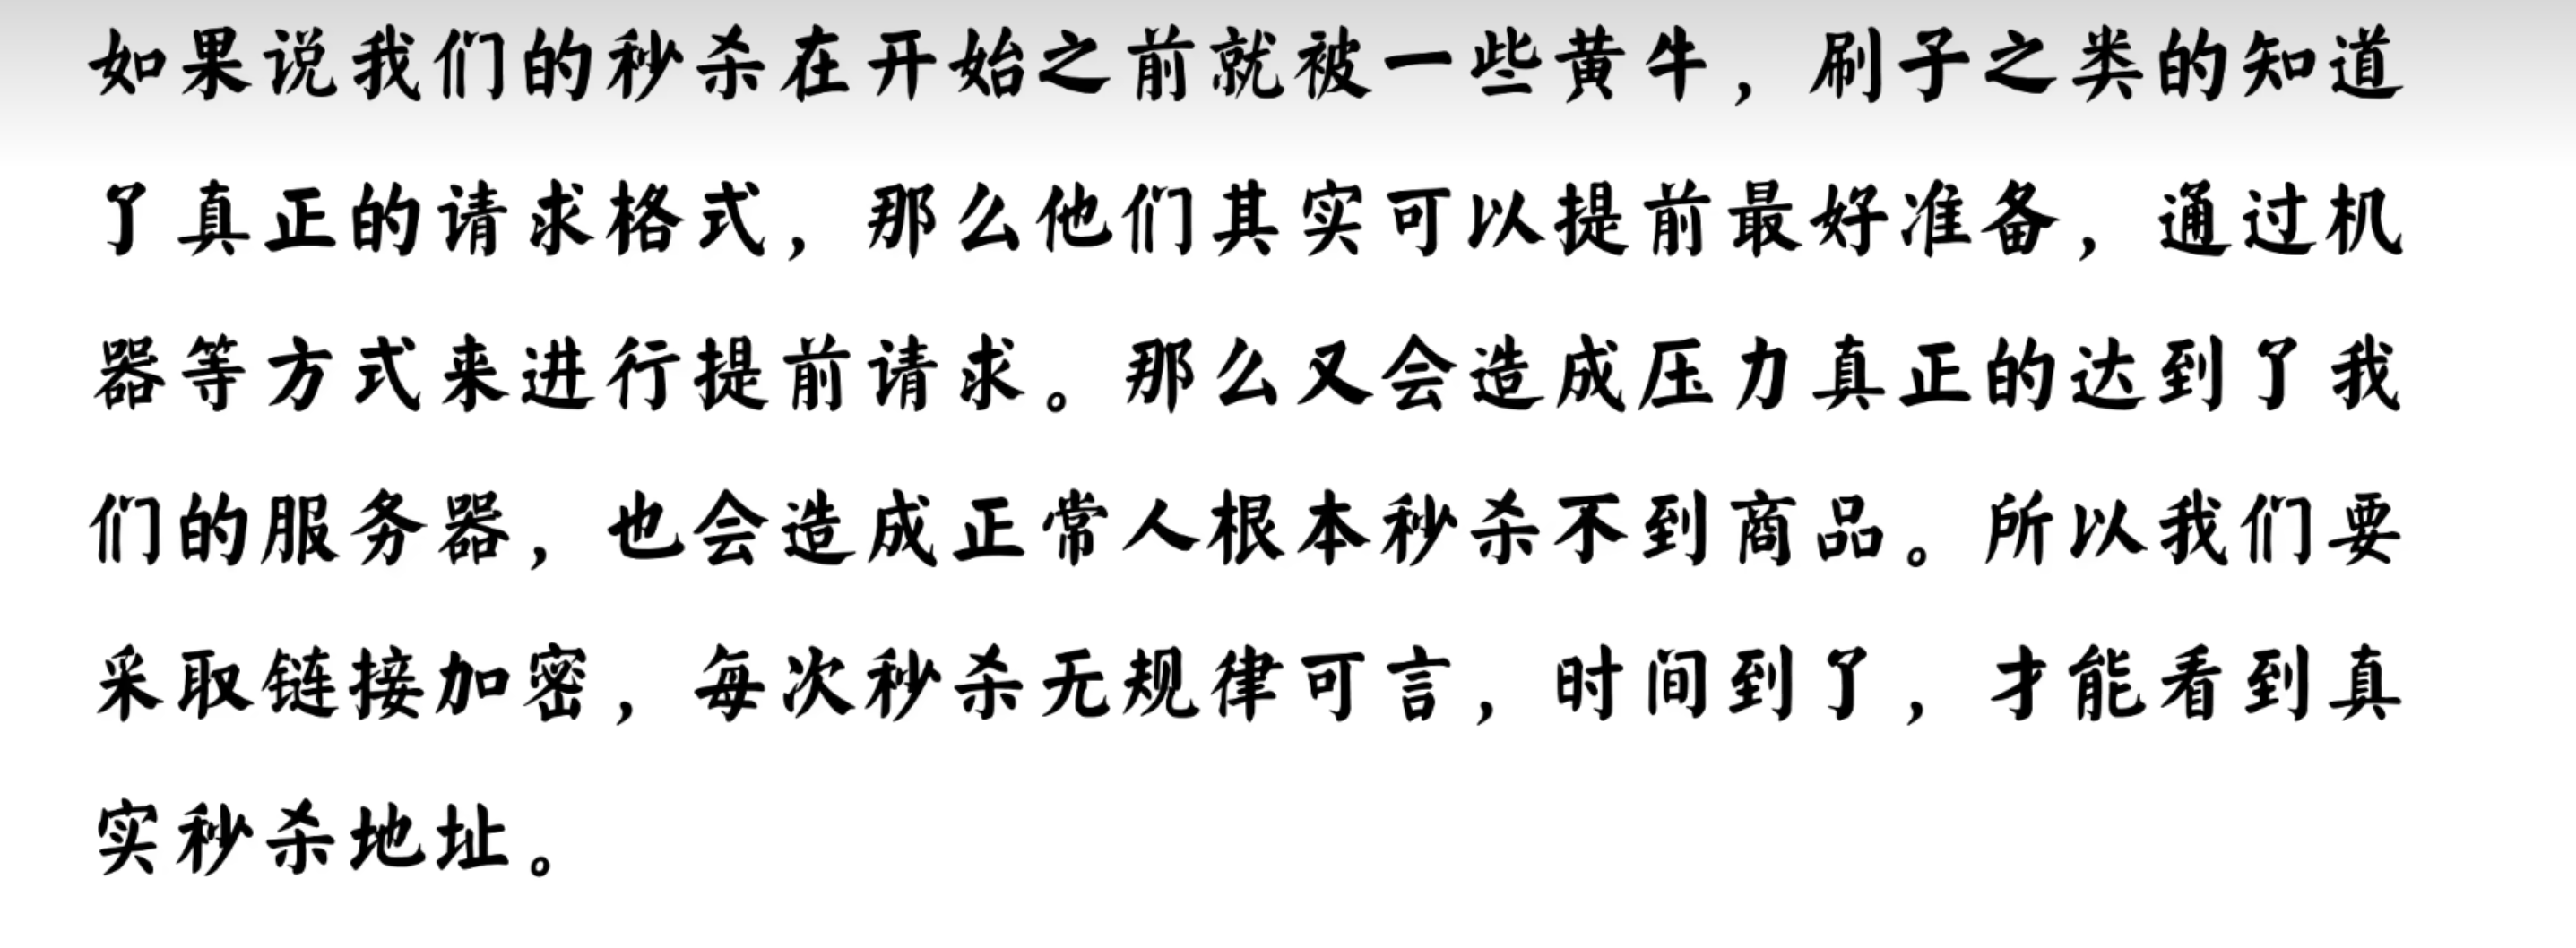 如果说我们的秒杀在开始之前就被一些黄牛，刷子之类的知道
了真正的请求格式，那么他们其实可以提前最好准备，通过机
器等方式来进行提前请求。那么又会造成压力真正的达到了我
们的服务器，也会造成正常人根本秒杀不到商品。所以我们要
采取链接加密，每次秒杀无规律可言，时间到了，才能看到真
实秒杀地址。